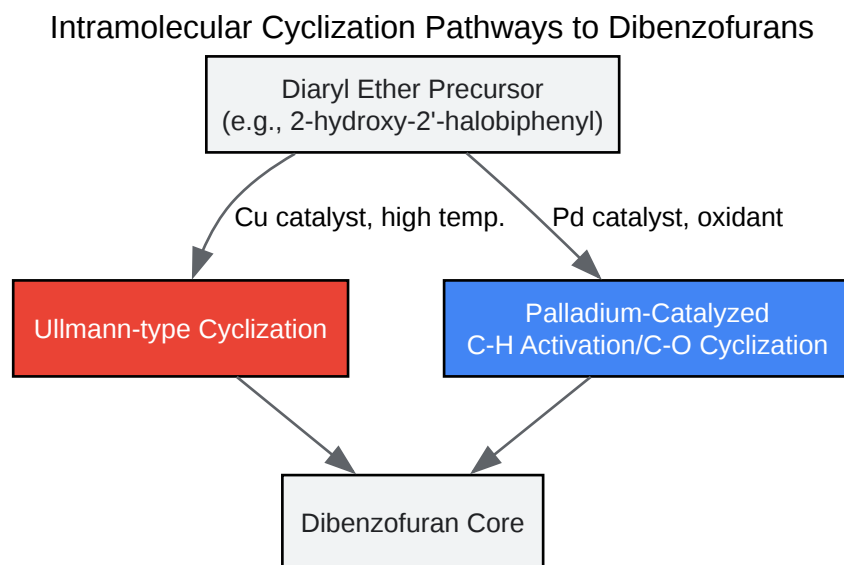 Intramolecular Cyclization Pathways to Dibenzofurans
Diaryl Ether Precursor
(e.g., 2-hydroxy-2'-halobiphenyl)
Cu catalyst, high temp.
Pd catalyst, oxidant
Ullmann-type Cyclization
Palladium-Catalyzed
C-H Activation/C-O Cyclization
Dibenzofuran Core